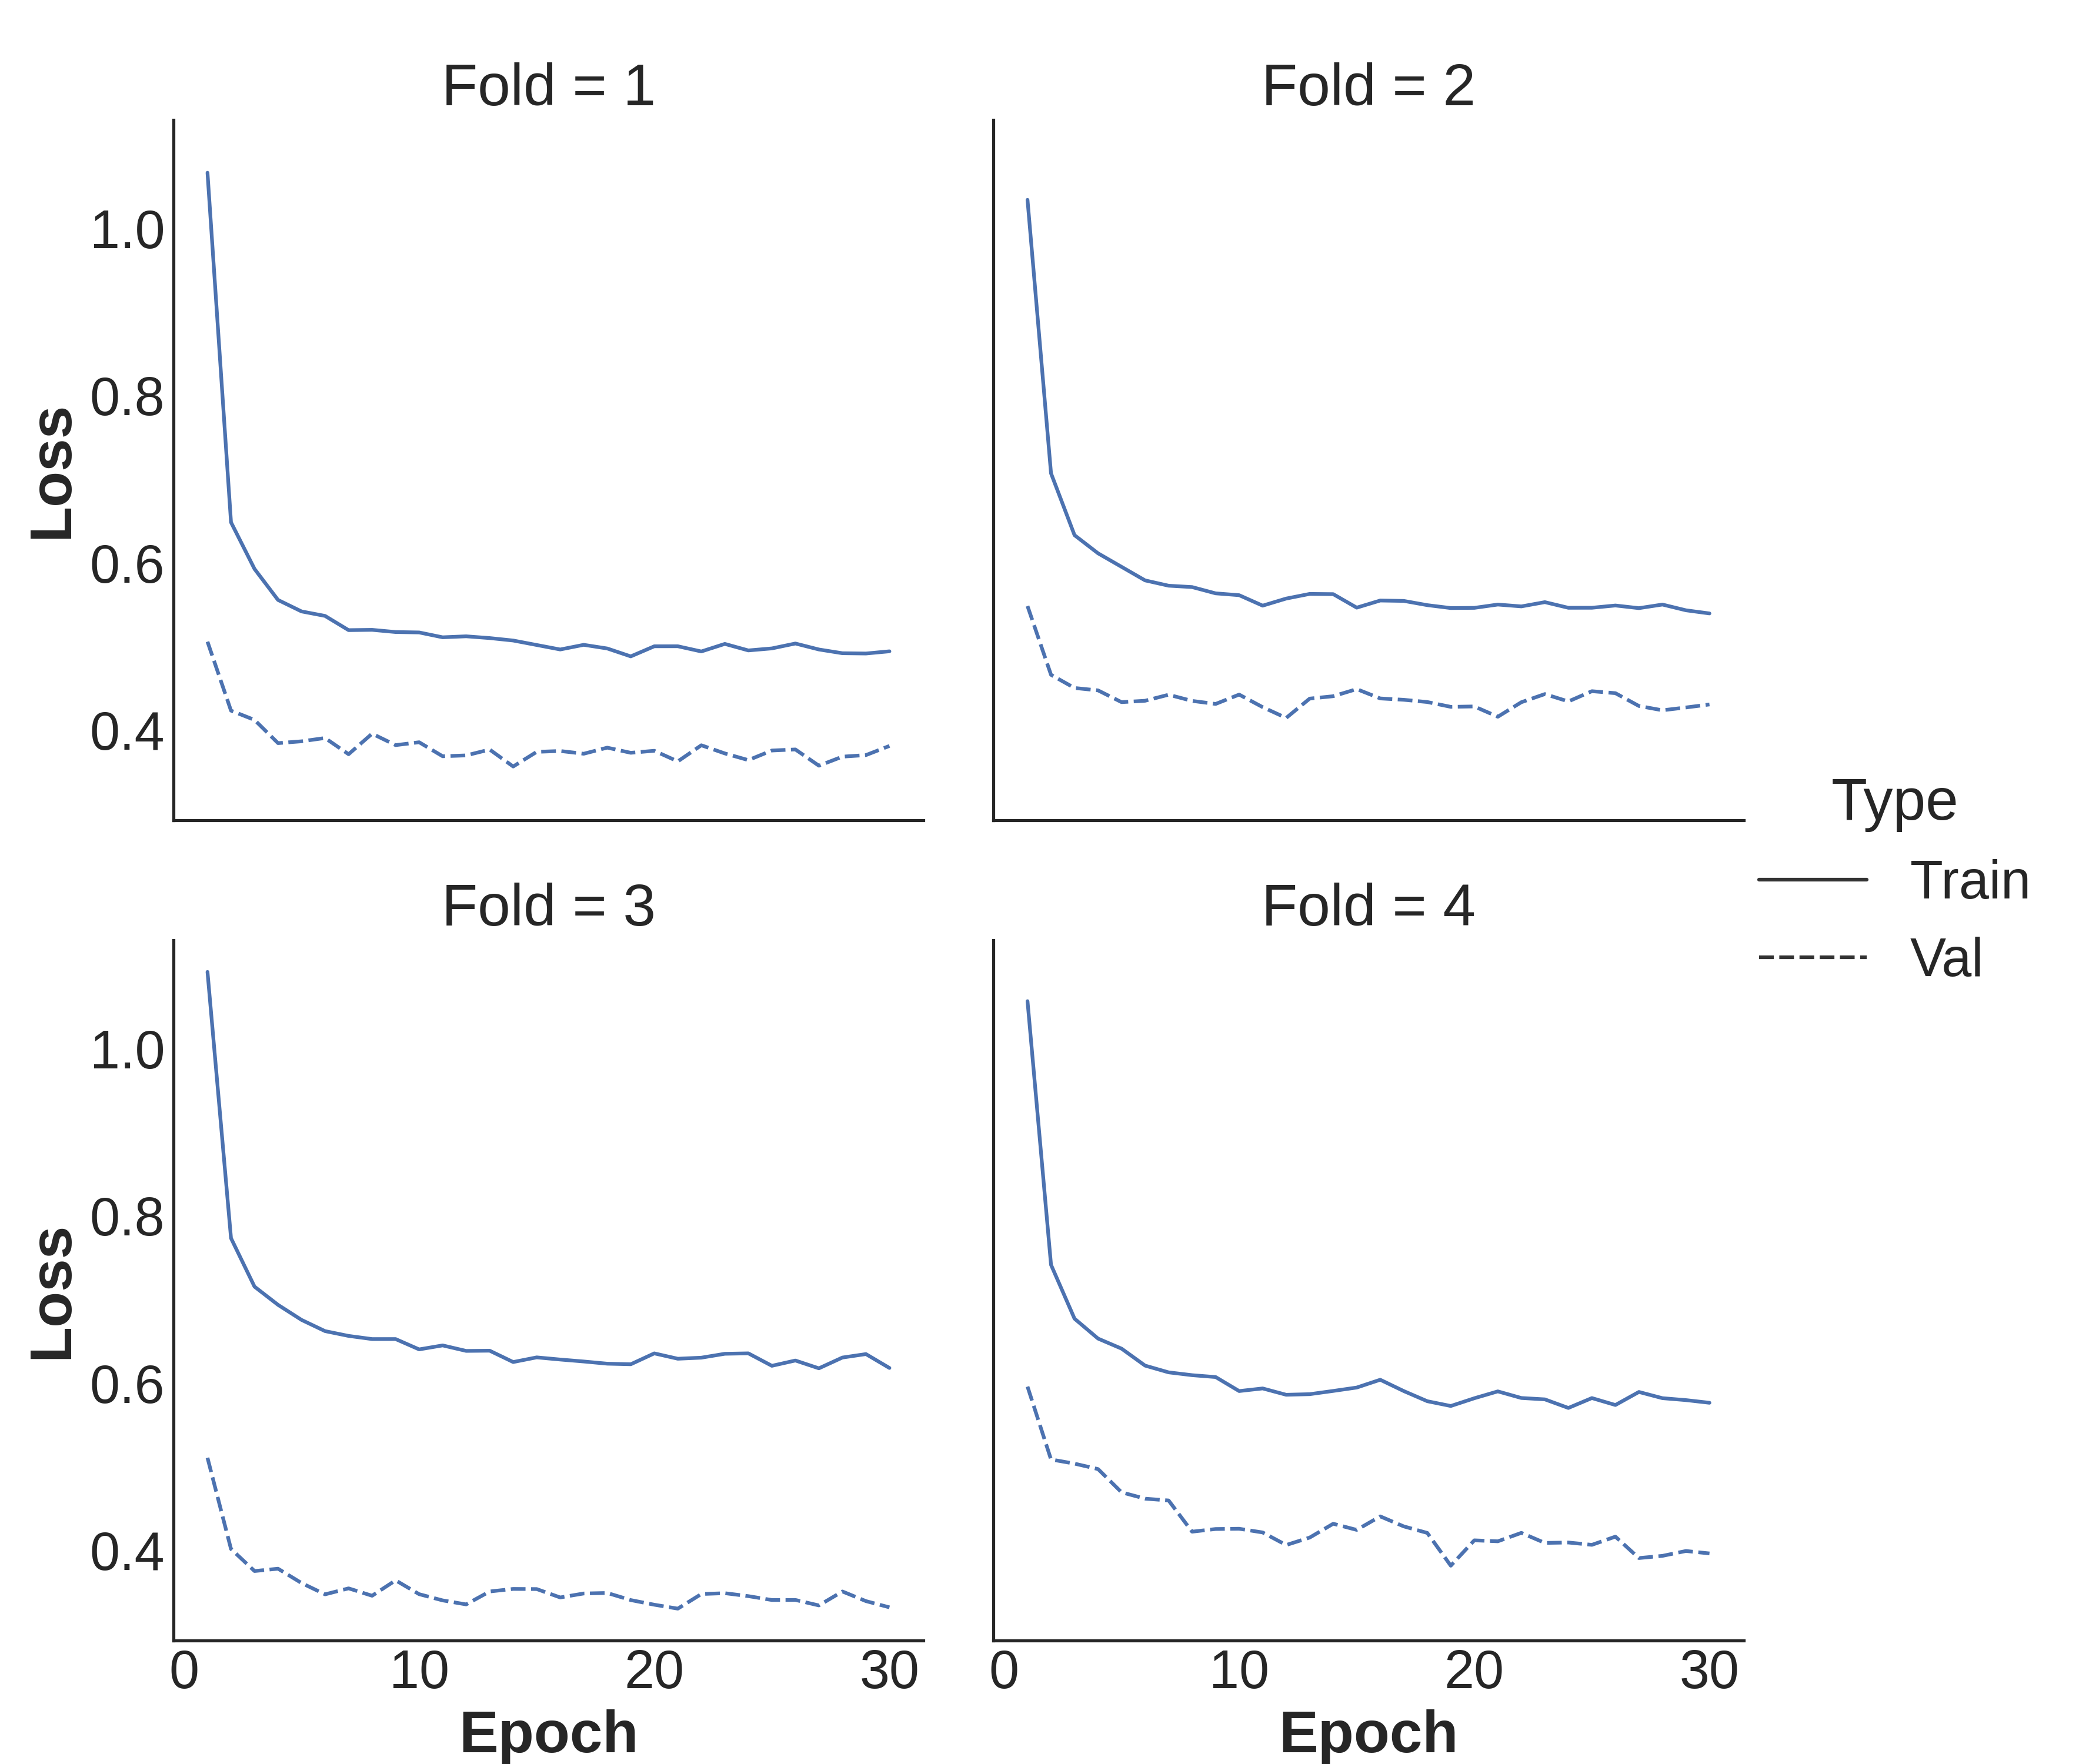 Fold = 1
Fold = 2
1.0
0.8
0.6
0.4
Loss
Type
Train
Val
Fold = 3
Fold = 4
1.0
0.8
0.6
0.4
Loss
0 10 20 30
0 10 20 30
Epoch
Epoch